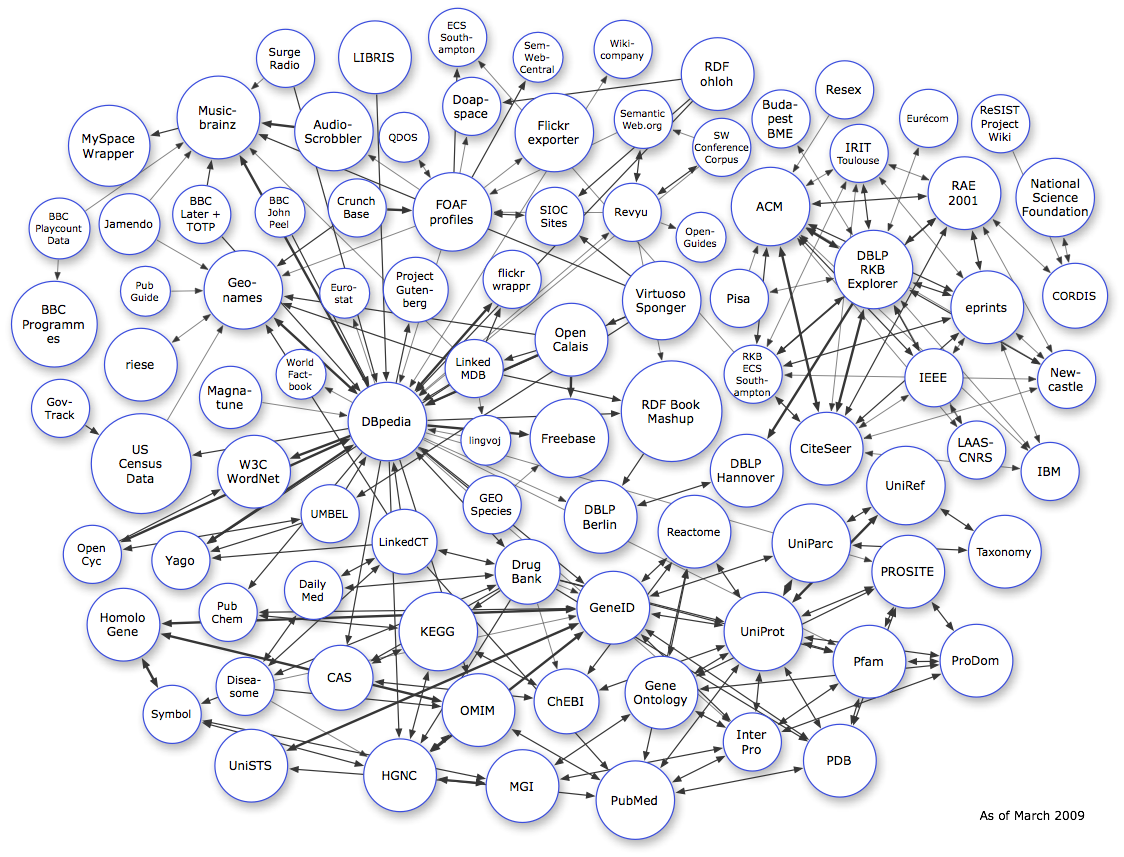 ECS
South-
ampton
Surge
Radio
LIBRIS
Sem-
Web-
Central
Wiki-
company
RDF
ohloh
Resex
Music-
brainz
Doap-
space
Buda-
pest
BME
Eurécom
ReSIST
Project
Wiki
MySpace
Wrapper
Audio-
Scrobbler
QDOS
Flickr
exporter
Semantic
Web.org
SW
Conference
Corpus
IRIT
Toulouse
BBC
Playcount
Data
Jamendo
BBC
Later +
TOTP
BBC
John
Peel
Crunch
Base
FOAF
profiles
SIOC
Sites
Revyu
Open-
Guides
ACM
RAE
2001
National
Science
Foundation
DBLP
RKB
Explorer
Pub
Guide
Geo-
names
Euro-
stat
Project
Guten-
berg
flickr
wrappr
Virtuoso
Sponger
Pisa
eprints
CORDIS
BBC
Programm
es
riese
World
Fact-
book
Linked
MDB
Open
Calais
RKB
ECS
South-
ampton
IEEE
New-
castle
Gov-
Track
Magna-
tune
DBpedia
lingvoj
Freebase
RDF Book
Mashup
US
Census
Data
W3C
WordNet
DBLP
Hannover
CiteSeer
LAAS-
CNRS
IBM
UMBEL
GEO
Species
DBLP
Berlin
UniRef
Open
Cyc
Yago
LinkedCT
Reactome
UniParc
Taxonomy
Daily
Med
Drug
Bank
PROSITE
Homolo
Gene
Pub
Chem
KEGG
GeneID
UniProt
Pfam
ProDom
Disea-
some
CAS
Symbol
OMIM
ChEBI
Gene
Ontology
Inter
Pro
UniSTS
HGNC
MGI
PubMed
PDB
As of March 2009